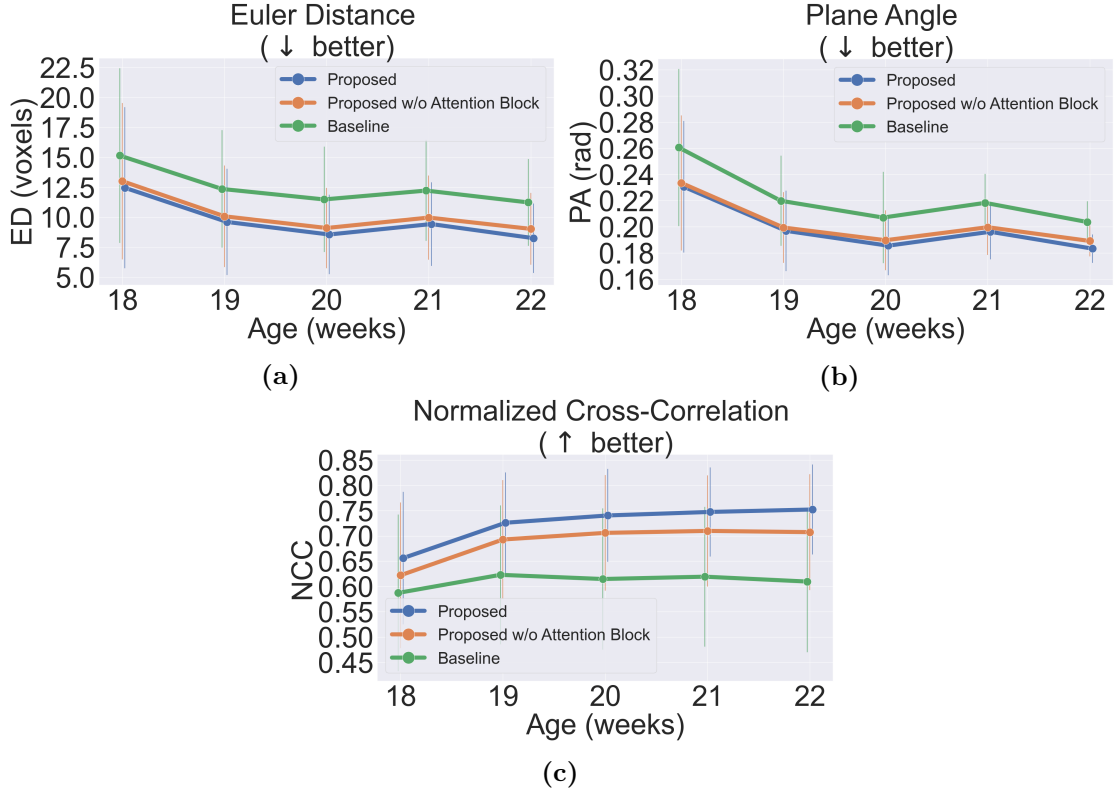 Euler Distance
( ↓ better)
ED (voxels)
22.5
20.0
17.5
15.0
12.5
10.0
7.5
5.0
Proposed
Proposed w/o Attention Block
Baseline
18 19 20 21 22
Age (weeks)
(a)
Plane Angle
( ↓ better)
PA (rad)
0.32
0.30
0.28
0.26
0.24
0.22
0.20
0.18
0.16
Proposed
Proposed w/o Attention Block
Baseline
18 19 20 21 22
Age (weeks)
(b)
Normalized Cross-Correlation
( ↑ better)
NCC
0.85
0.80
0.75
0.70
0.65
0.60
0.55
0.50
0.45
Proposed
Proposed w/o Attention Block
Baseline
18 19 20 21 22
Age (weeks)
(c)